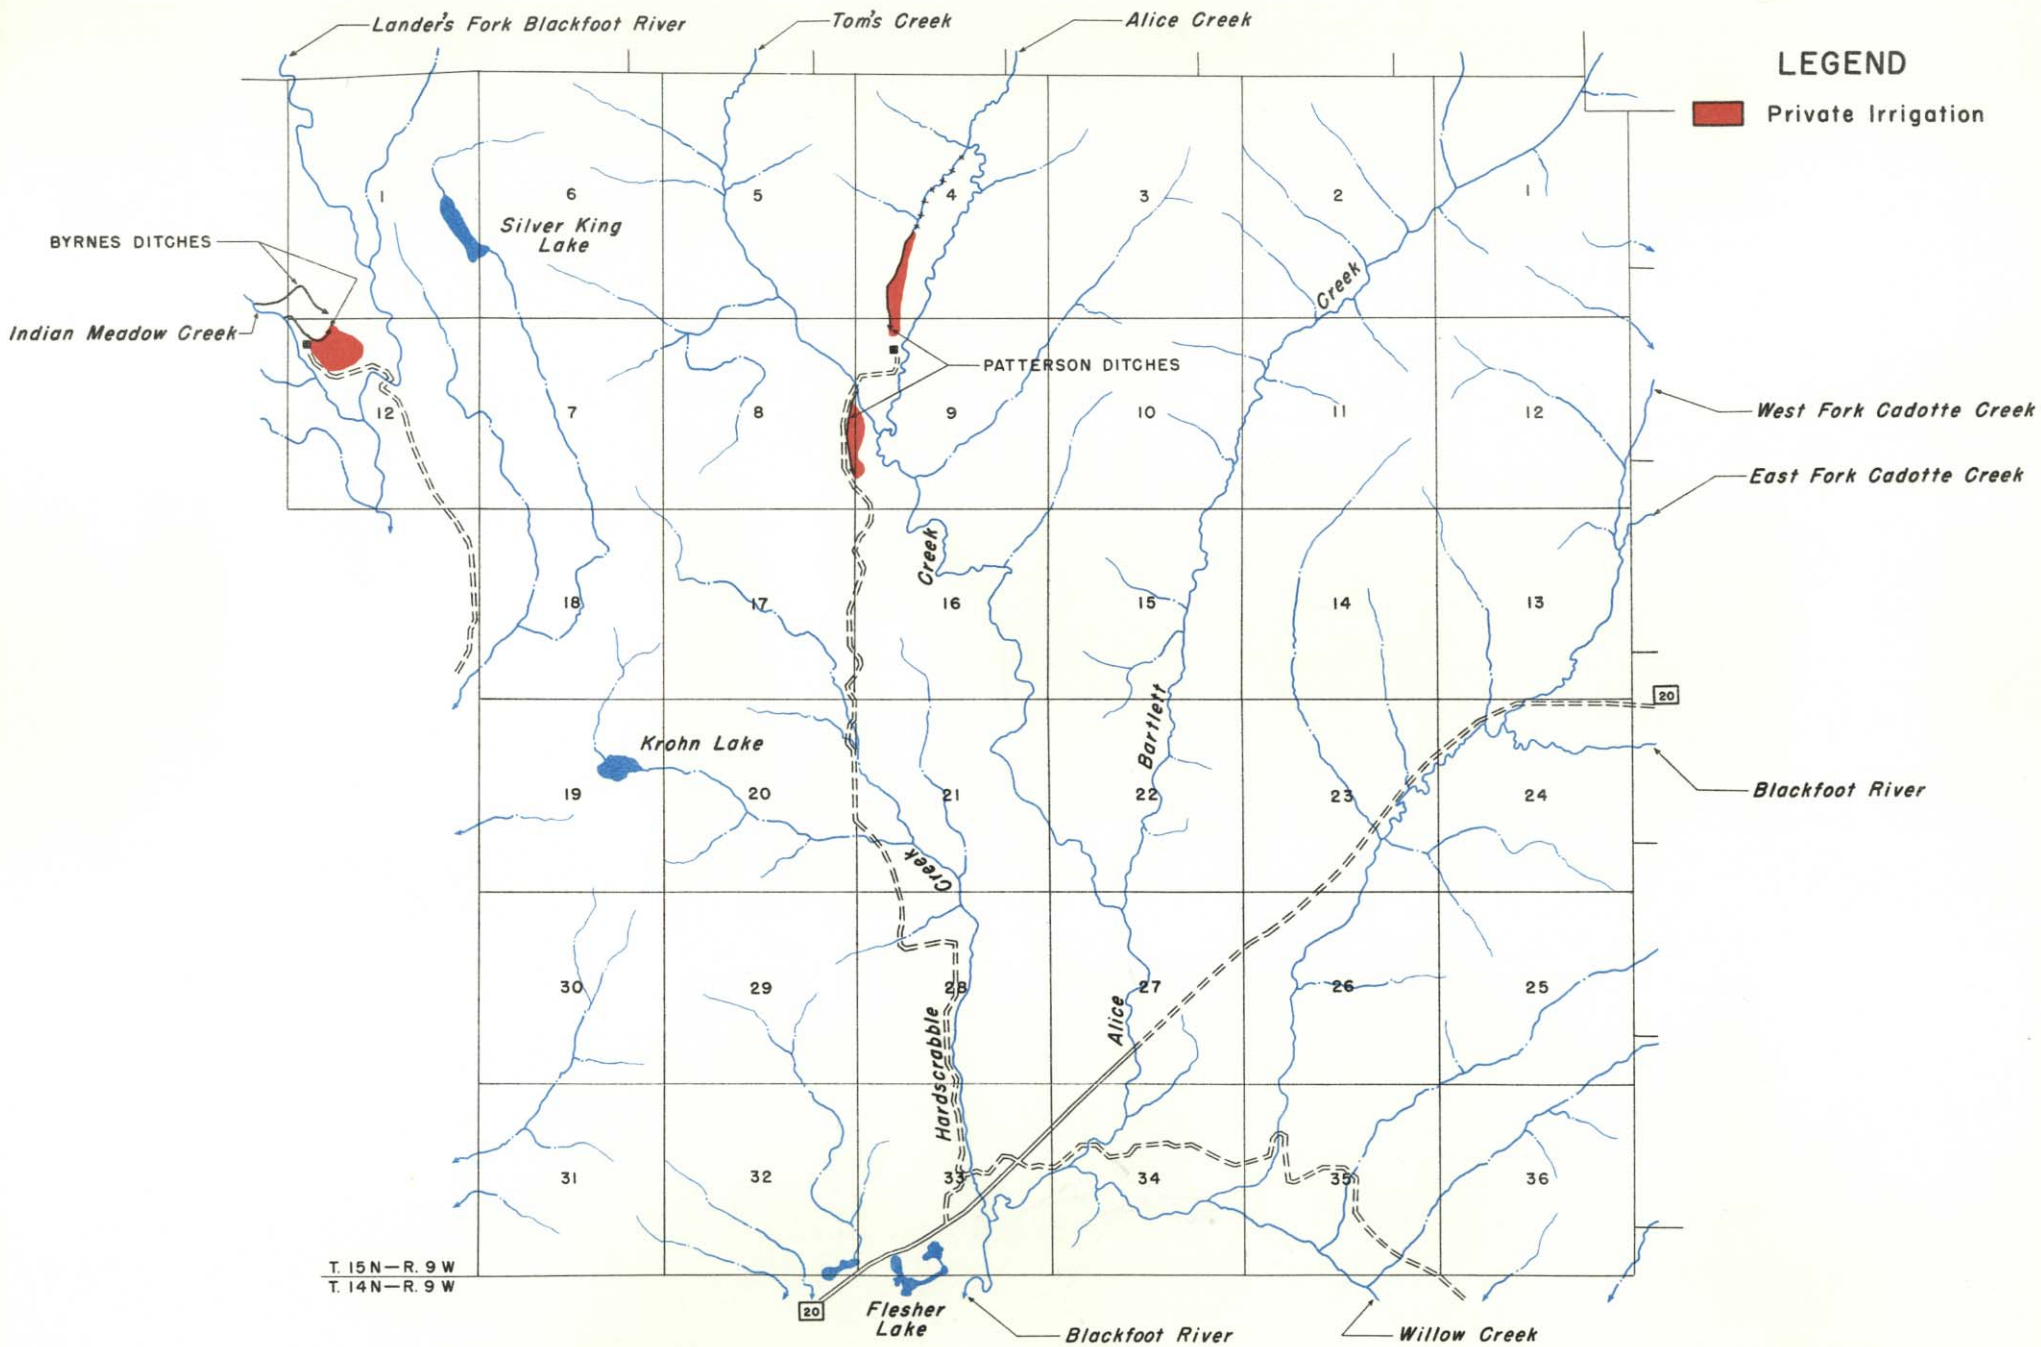 Lander's Fork Blackfoot River
Tom's Creek
Alice Creek
LEGEND
Private Irrigation
1
6
5
4
3
2
1
Silver King
Lake
BYRNES DITCHES
Creek
Indian Meadow Creek
PATTERSON DITCHES
12
7
8
9
10
11
12
West Fork Cadotte Creek
East Fork Cadotte Creek
Creek
18
17
16
15
14
13
20
Bartlett
Krohn Lake
19
20
21
22
23
24
Blackfoot River
Creek
30
29
28
27
26
25
Alice
Hardscrabble
31
32
33
34
35
36
T. 15N—R. 9W
T. 14N—R. 9W
20
Flesher
Lake
Blackfoot River
Willow Creek